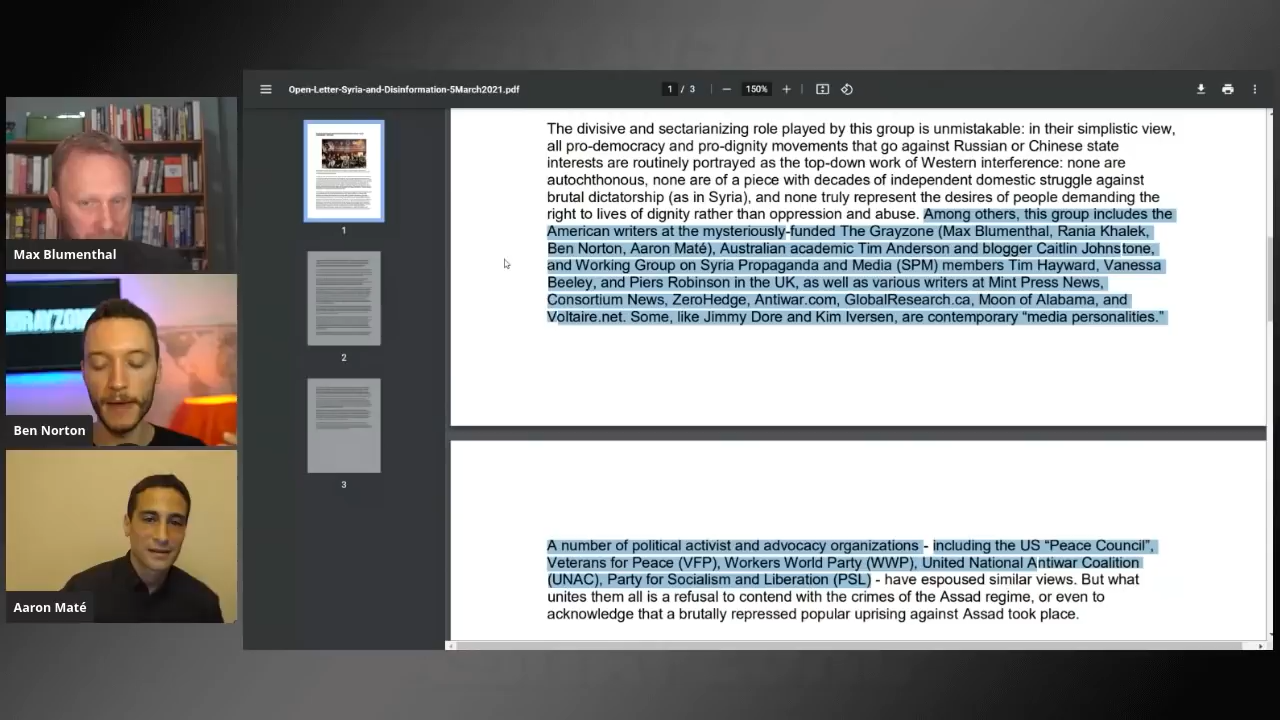 Open-Letter-Syria-and-Disinformation-5March2021.pdf
1 / 3
150%
The divisive and sectarianizing role played by this group is unmistakable: in their simplistic view,
all pro-democracy and pro-dignity movements that go against Russian or Chinese state
interests are routinely portrayed as the top-down work of Western interference: none are
autochthonous, none are of a piece with decades of independent domestic struggle against
brutal dictatorship (as in Syria), and none truly represent the desires of people demanding the
right to lives of dignity rather than oppression and abuse. Among others, this group includes the
American writers at the mysteriously-funded The Grayzone (Max Blumenthal, Rania Khalek,
Ben Norton, Aaron Maté), Australian academic Tim Anderson and blogger Caitlin Johnstone,
and Working Group on Syria Propaganda and Media (SPM) members Tim Hayward, Vanessa
Beeley, and Piers Robinson in the UK, as well as various writers at Mint Press News,
Consortium News, ZeroHedge, Antiwar.com, GlobalResearch.ca, Moon of Alabama, and
Voltaire.net. Some, like Jimmy Dore and Kim Iversen, are contemporary “media personalities.”
A number of political activist and advocacy organizations - including the US “Peace Council”,
Veterans for Peace (VFP), Workers World Party (WWP), United National Antiwar Coalition
(UNAC), Party for Socialism and Liberation (PSL) - have espoused similar views. But what
unites them all is a refusal to contend with the crimes of the Assad regime, or even to
acknowledge that a brutally repressed popular uprising against Assad took place.
1
2
3
Max Blumenthal
Ben Norton
Aaron Maté